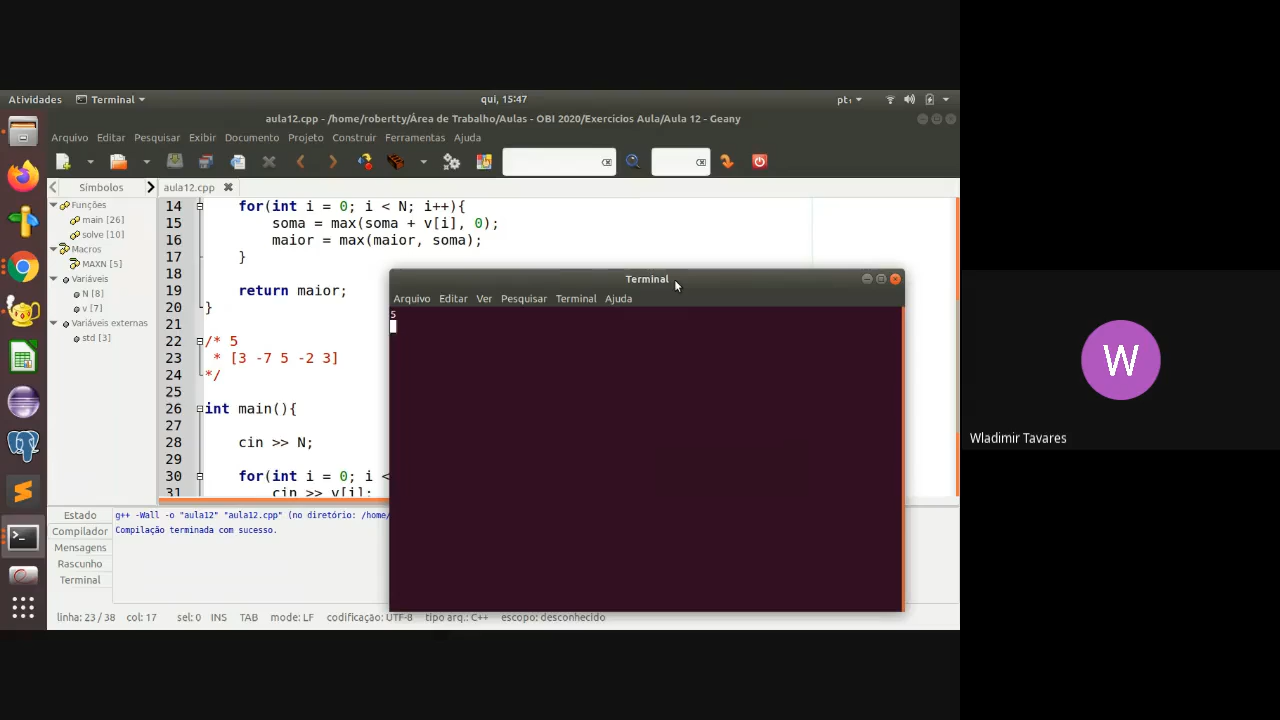 Atividades
Terminal
qui, 15:47
pt₁
aula12.cpp - /home/robertty/Área de Trabalho/Aulas - OBI 2020/Exercicios Aula/Aula 12 - Geany
Arquivo Editar Pesquisar Exibir Documento Projeto Construir Ferramentas Ajuda
Símbolos
aula12.cpp
Funções
main [26]
solve [10]
Macros
MAXN [5]
Variáveis
N [8]
v [7]
Variáveis externas
std [3]
14 for(int i = 0; i < N; i++){
15 soma = max(soma + v[i], 0);
16 maior = max(maior, soma);
17 }
18
19 return maior;
20 }
21
22 /* 5
23 * [3 -7 5 -2 3]
24 */
25
26 int main(){
27
28 cin >> N;
29
30 for(int i = 0; i <
31 cin >> v[i];
Terminal
Arquivo Editar Ver Pesquisar Terminal Ajuda
5
Estado
Compilador
Mensagens
Rascunho
Terminal
g++ -Wall -o "aula12" "aula12.cpp" (no diretório: /home/
Compilação terminada com sucesso.
linha: 23 / 38 col: 17 sel: 0 INS TAB mode: LF codificação: UTF-8 tipo arq.: C++ escopo: desconhecido
W
Wladimir Tavares